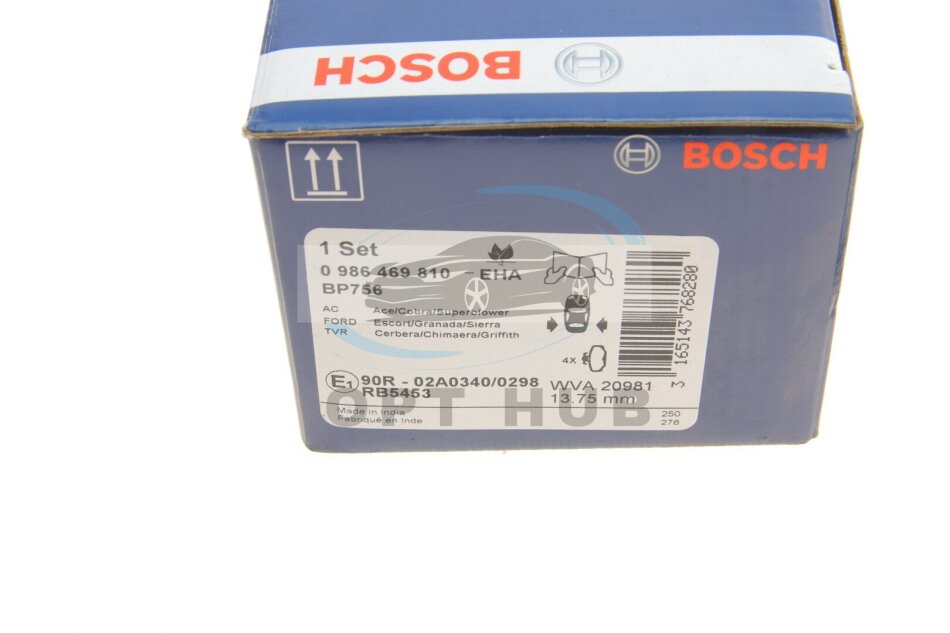 BOSCH
BOSCH
1 Set
0 986 469 810 EHA
BP756
AC Ace/Cobra/Superblower
FORD Escort/Granada/Sierra
TVR Cerbera/Chimaera/Griffith
4X
3 165143 768280
E1 90R - 02A0340/0298 WVA 20981
RB5453 13.75 mm
Made in India 250
Fabriqué en Inde 276
OPT HUB